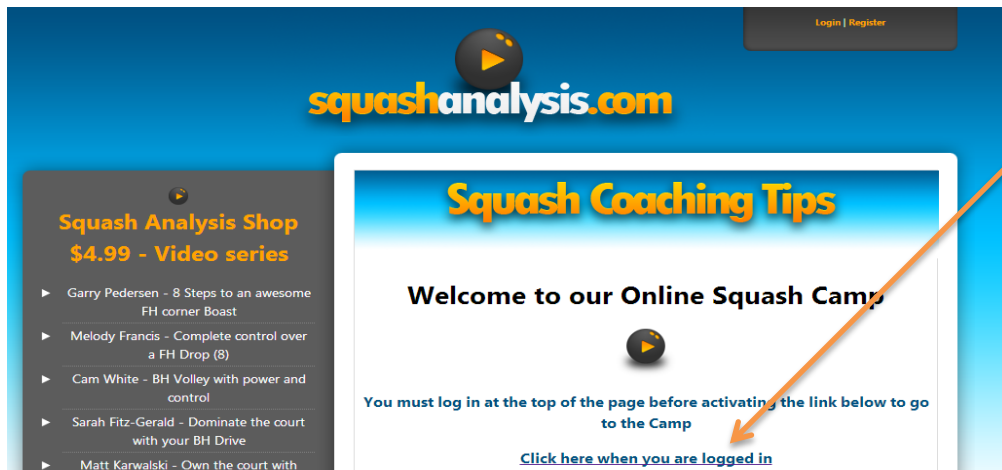 Login | Register
squashanalysis.com
Squash Analysis Shop
$4.99 - Video series
Garry Pedersen - 8 Steps to an awesome
FH corner Boast
Melody Francis - Complete control over
a FH Drop (8)
Cam White - BH Volley with power and
control
Sarah Fitz-Gerald - Dominate the court
with your BH Drive
Matt Karwalski - Own the court with
Squash Coaching Tips
Welcome to our Online Squash Camp
You must log in at the top of the page before activating the link below to go
to the Camp
Click here when you are logged in